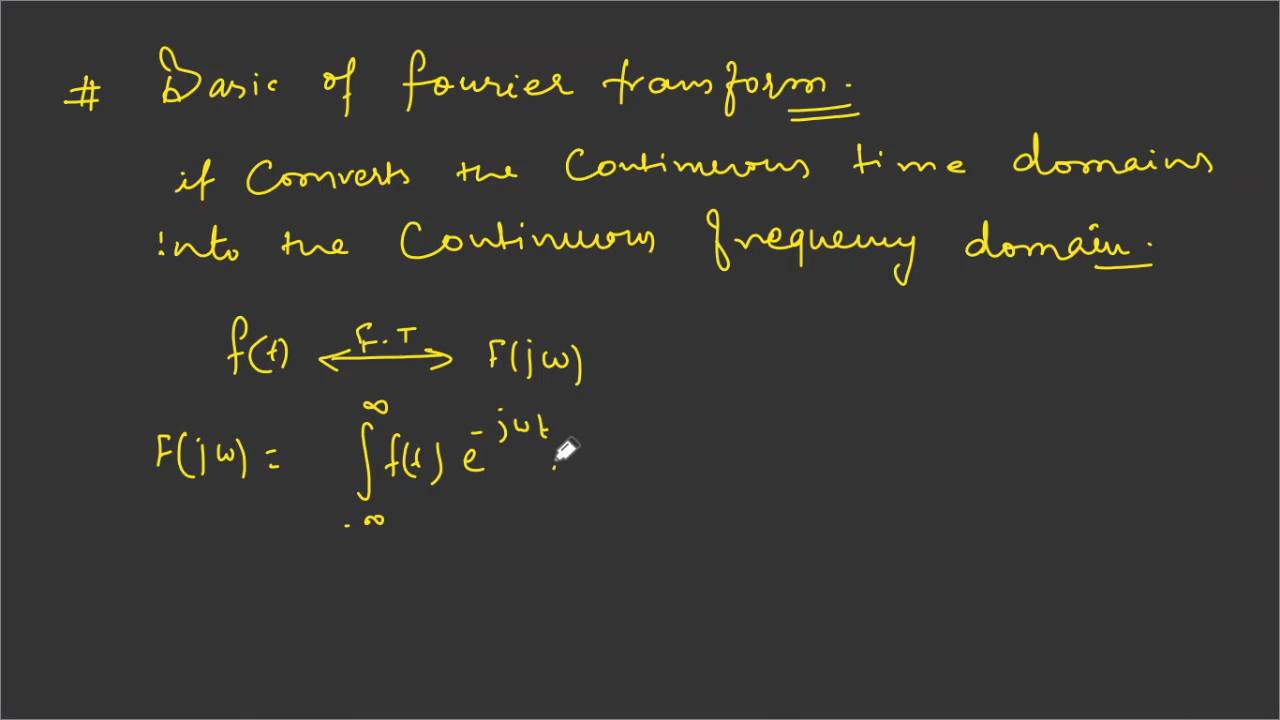 # Basic of fourier transform.
it converts the continuous time domains
into the continuous frequency domain.
f(t) F.T F(jω)
F(jω) = ∫ f(t) e^-jωt
∞
-∞